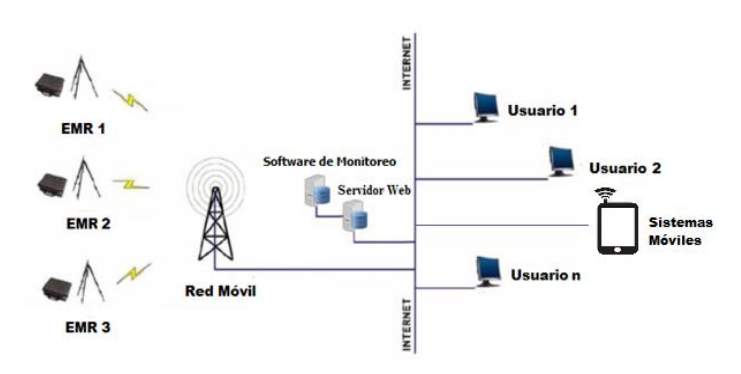 EMR 1
EMR 2
EMR 3
Red Móvil
Software de Monitoreo
Servidor Web
INTERNET
INTERNET
Usuario 1
Usuario 2
Sistemas
Móviles
Usuario n